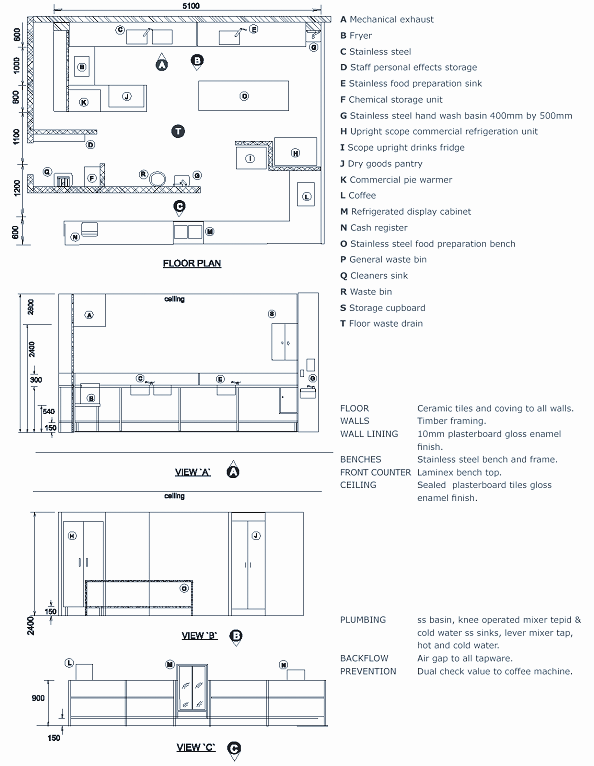 5100
600
1000
800
1100
1200
600
C
E
G
A
B
B
K
J
O
T
D
I
H
Q
F
R
G
L
C
N
M
FLOOR PLAN
A Mechanical exhaust
B Fryer
C Stainless steel
D Staff personal effects storage
E Stainless food preparation sink
F Chemical storage unit
G Stainless steel hand wash basin 400mm by 500mm
H Upright scope commercial refrigeration unit
I Scope upright drinks fridge
J Dry goods pantry
K Commercial pie warmer
L Coffee
M Refrigerated display cabinet
N Cash register
O Stainless steel food preparation bench
P General waste bin
Q Cleaners sink
R Waste bin
S Storage cupboard
T Floor waste drain
ceiling
2600
2400
300
540
150
A
S
C
E
G
B
VIEW 'A' A
FLOOR Ceramic tiles and coving to all walls.
WALLS Timber framing.
WALL LINING 10mm plasterboard gloss enamel
finish.
BENCHES Stainless steel bench and frame.
FRONT COUNTER Laminex bench top.
CEILING Sealed plasterboard tiles gloss
enamel finish.
ceiling
H
J
O
150
2400
VIEW 'B' B
PLUMBING ss basin, knee operated mixer tepid &
cold water ss sinks, lever mixer tap,
hot and cold water.
BACKFLOW Air gap to all tapware.
PREVENTION Dual check value to coffee machine.
L
M
N
900
150
VIEW 'C' C